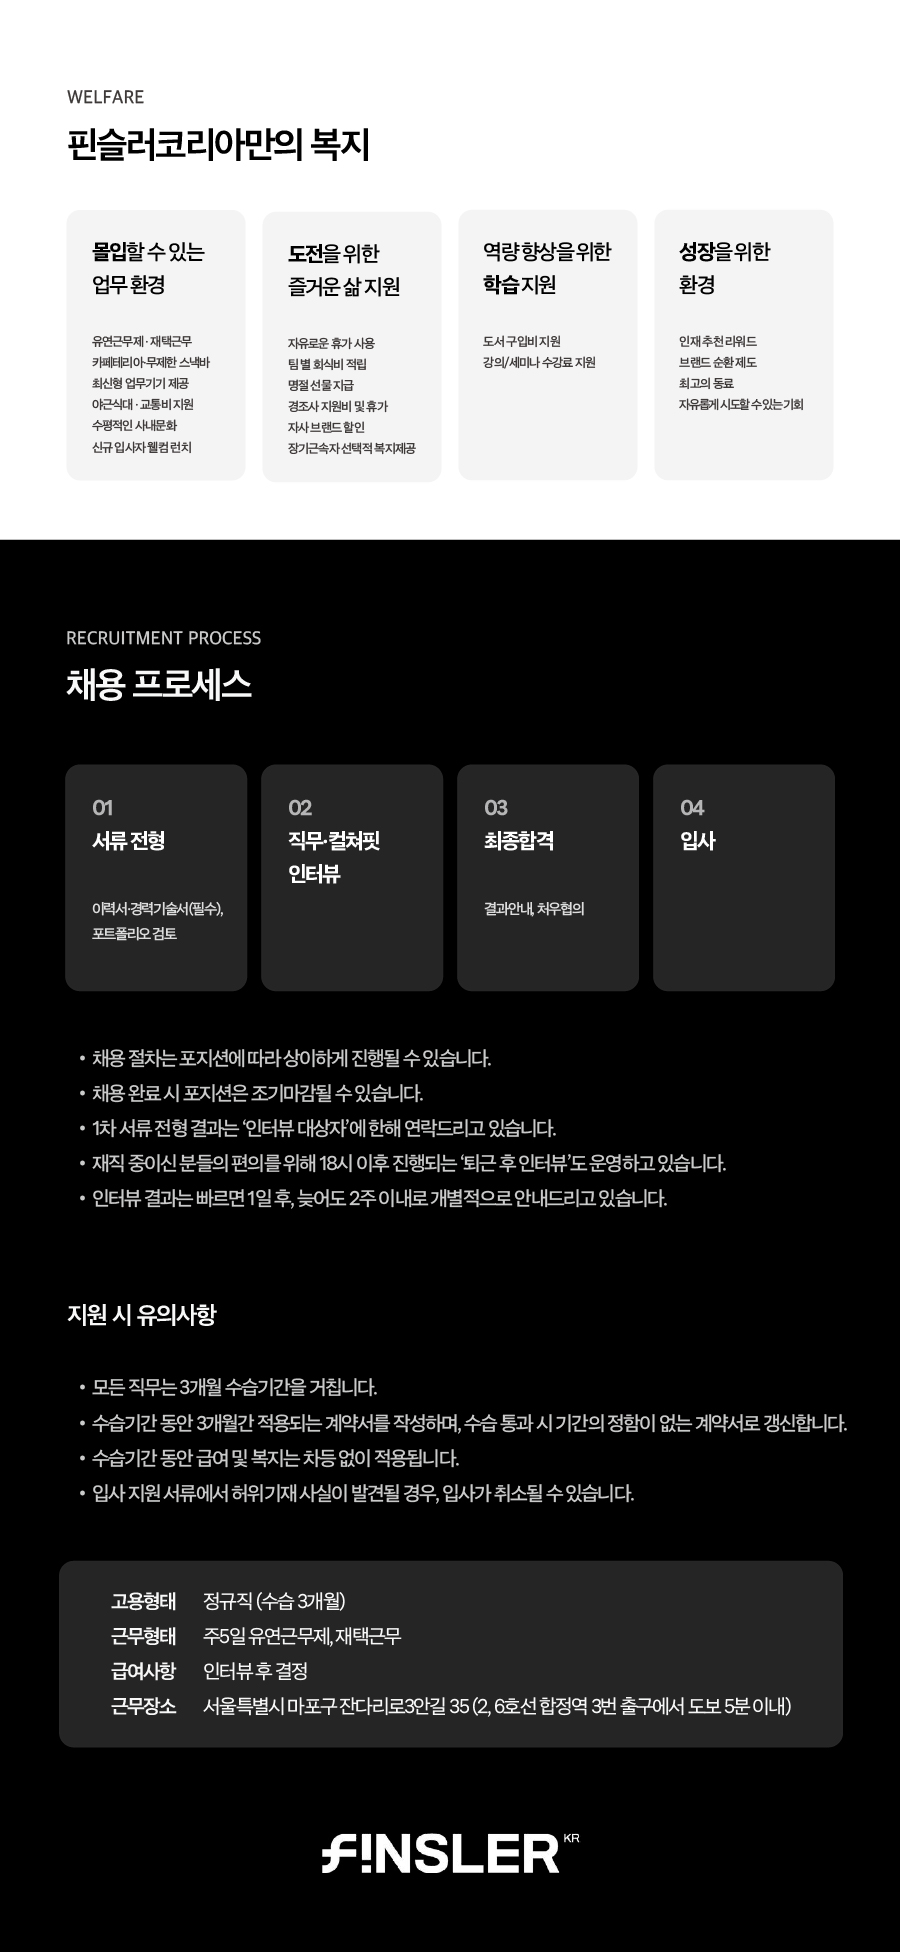 WELFARE
핀슬러코리아만의 복지
몰입할 수 있는
업무 환경
유연근무제 · 재택근무
카페테리아·무제한 스낵바
최신형 업무기기 제공
야근식대 · 교통비 지원
수평적인 사내문화
신규 입사자 웰컴 런치
도전을 위한
즐거운 삶 지원
자유로운 휴가 사용
팀 별 회식비 적립
명절 선물 지급
경조사 지원비 및 휴가
자사 브랜드 할인
장기근속자 선택적 복지제공
역량 향상을 위한
학습 지원
도서 구입비 지원
강의/세미나 수강료 지원
성장을 위한
환경
인재 추천 리워드
브랜드 순환 제도
최고의 동료
자유롭게 시도할 수 있는 기회
RECRUITMENT PROCESS
채용 프로세스
01
서류 전형
이력서·경력기술서(필수),
포트폴리오 검토
02
직무·컬쳐핏
인터뷰
03
최종합격
결과안내, 처우협의
04
입사
• 채용 절차는 포지션에 따라 상이하게 진행될 수 있습니다.
• 채용 완료 시 포지션은 조기마감될 수 있습니다.
• 1차 서류 전형 결과는 ‘인터뷰 대상자’에 한해 연락드리고 있습니다.
• 재직 중이신 분들의 편의를 위해 18시 이후 진행되는 ‘퇴근 후 인터뷰’도 운영하고 있습니다.
• 인터뷰 결과는 빠르면 1일 후, 늦어도 2주 이내로 개별적으로 안내드리고 있습니다.
지원 시 유의사항
• 모든 직무는 3개월 수습기간을 거칩니다.
• 수습기간 동안 3개월간 적용되는 계약서를 작성하며, 수습 통과 시 기간의 정함이 없는 계약서로 갱신합니다.
• 수습기간 동안 급여 및 복지는 차등 없이 적용됩니다.
• 입사 지원 서류에서 허위기재 사실이 발견될 경우, 입사가 취소될 수 있습니다.
고용형태 정규직 (수습 3개월)
근무형태 주5일 유연근무제, 재택근무
급여사항 인터뷰 후 결정
근무장소 서울특별시 마포구 잔다리로3안길 35 (2, 6호선 합정역 3번 출구에서 도보 5분 이내)
FINSLER KR